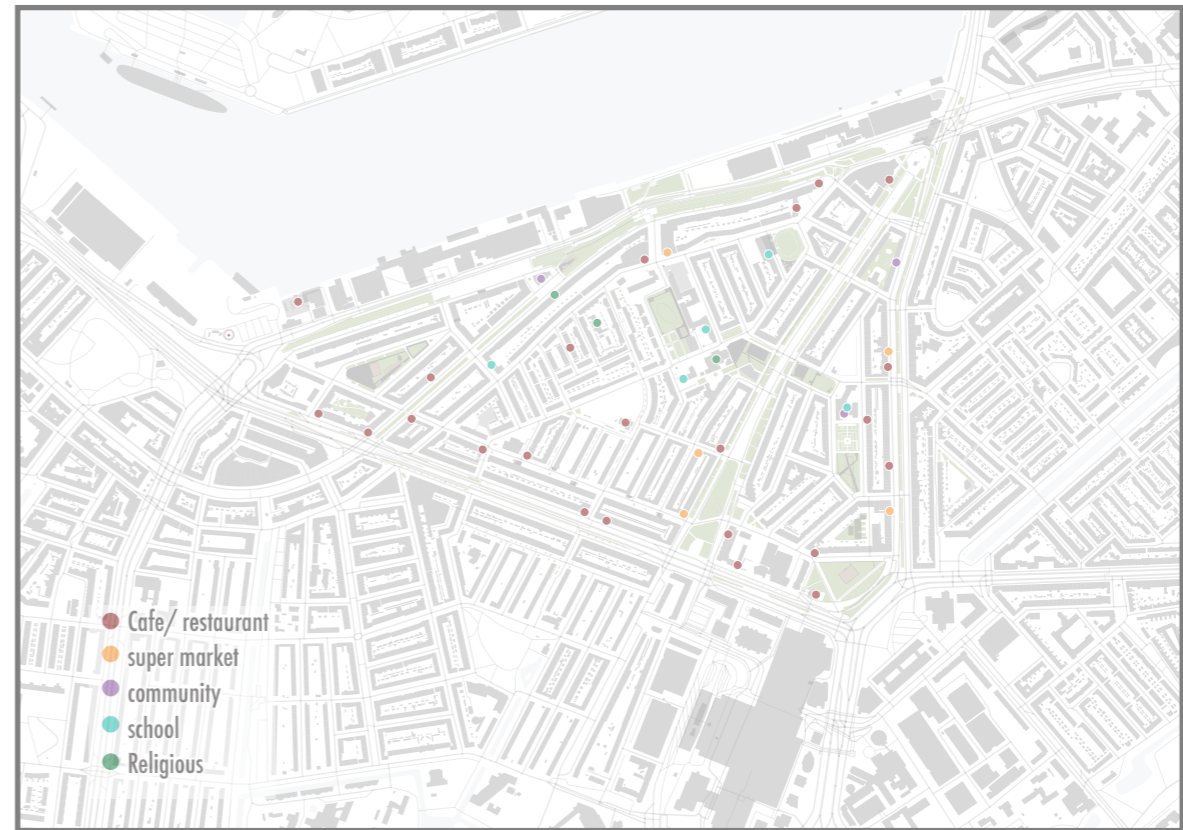 Cafe/ restaurant
super market
community
school
Religious